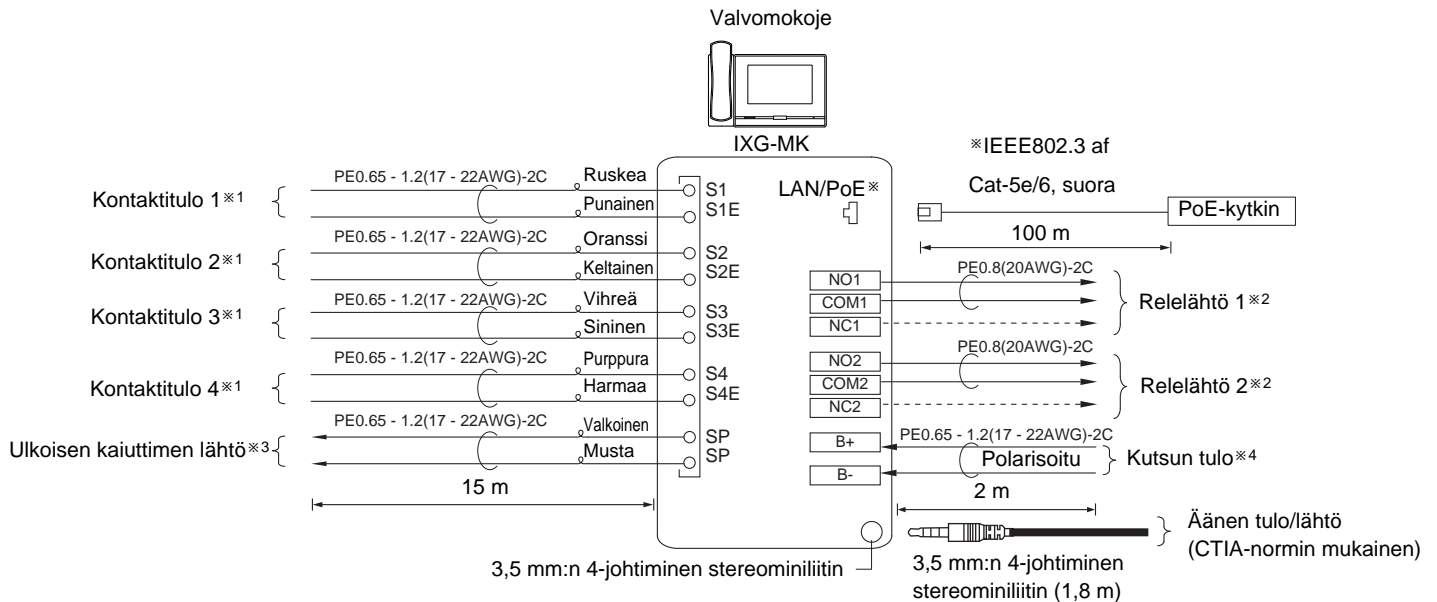 Valvomokoje
IXG-MK
※IEEE802.3 af
Cat-5e/6, suora
LAN/PoE※
PoE-kytkin
100 m
Kontaktitulo 1※1
PE0.65 - 1.2(17 - 22AWG)-2C
Ruskea
S1
Punainen
S1E
Kontaktitulo 2※1
PE0.65 - 1.2(17 - 22AWG)-2C
Oranssi
S2
Keltainen
S2E
Kontaktitulo 3※1
PE0.65 - 1.2(17 - 22AWG)-2C
Vihreä
S3
Sininen
S3E
Kontaktitulo 4※1
PE0.65 - 1.2(17 - 22AWG)-2C
Purppura
S4
Harmaa
S4E
Ulkoisen kaiuttimen lähtö※3
PE0.65 - 1.2(17 - 22AWG)-2C
Valkoinen
SP
Musta
SP
15 m
NO1
PE0.8(20AWG)-2C
COM1
Relelähtö 1※2
NC1
NO2
PE0.8(20AWG)-2C
COM2
Relelähtö 2※2
NC2
B+
PE0.65 - 1.2(17 - 22AWG)-2C
Polarisoitu
Kutsun tulo※4
B-
2 m
Äänen tulo/lähtö
(CTIA-normin mukainen)
3,5 mm:n 4-johtiminen stereominiliitin
3,5 mm:n 4-johtiminen
stereominiliitin (1,8 m)